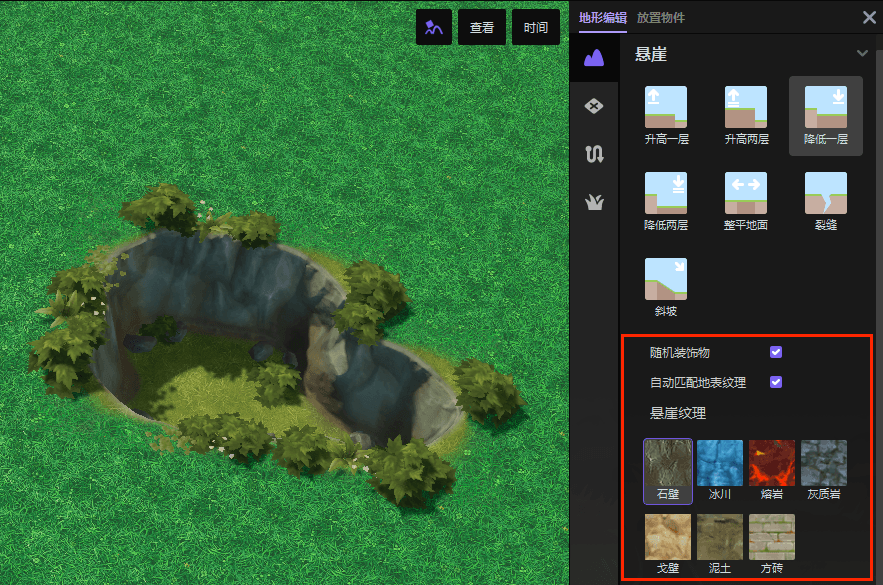 查看 时间
地形编辑 放置物件
悬崖
升高一层 升高两层 降低一层
降低两层 整平地面 裂缝
斜坡
随机装饰物
自动匹配地表纹理
悬崖纹理
石壁 冰川 熔岩 灰质岩
戈壁 泥土 方砖